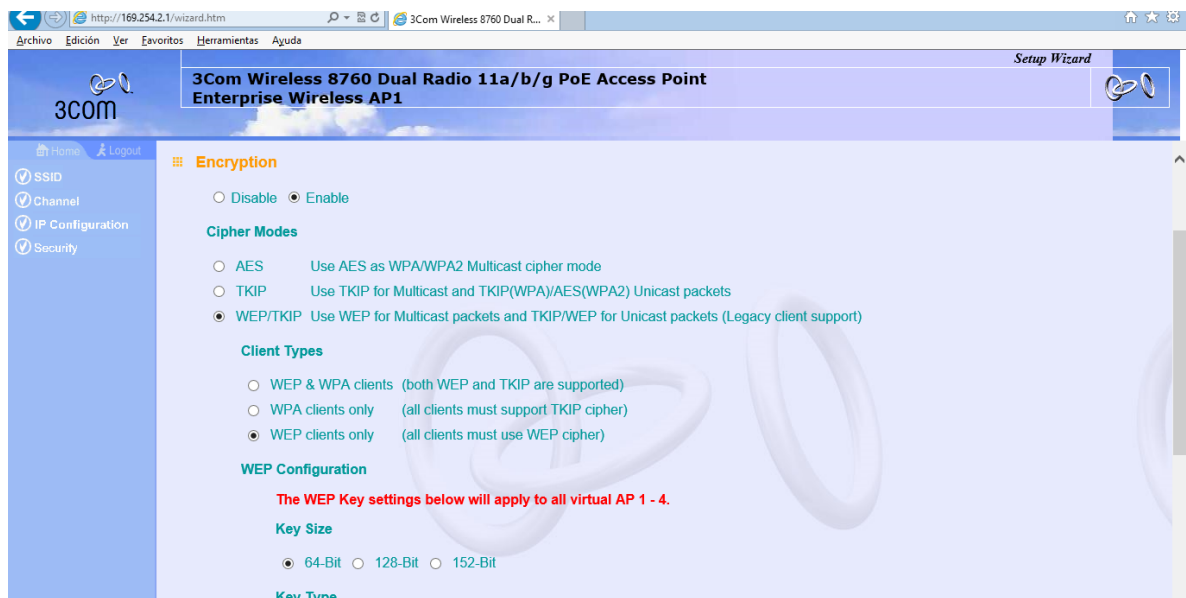 http://169.254.2.1/wizard.htm
3Com Wireless 8760 Dual R...
Archivo Edición Ver Favoritos Herramientas Ayuda
Setup Wizard
3COM
3Com Wireless 8760 Dual Radio 11a/b/g PoE Access Point
Enterprise Wireless AP1
Home Logout
SSID
Channel
IP Configuration
Security
Encryption
Disable Enable
Cipher Modes
AES Use AES as WPA/WPA2 Multicast cipher mode
TKIP Use TKIP for Multicast and TKIP(WPA)/AES(WPA2) Unicast packets
WEP/TKIP Use WEP for Multicast packets and TKIP/WEP for Unicast packets (Legacy client support)
Client Types
WEP & WPA clients (both WEP and TKIP are supported)
WPA clients only (all clients must support TKIP cipher)
WEP clients only (all clients must use WEP cipher)
WEP Configuration
The WEP Key settings below will apply to all virtual AP 1 - 4.
Key Size
64-Bit 128-Bit 152-Bit
Key Type